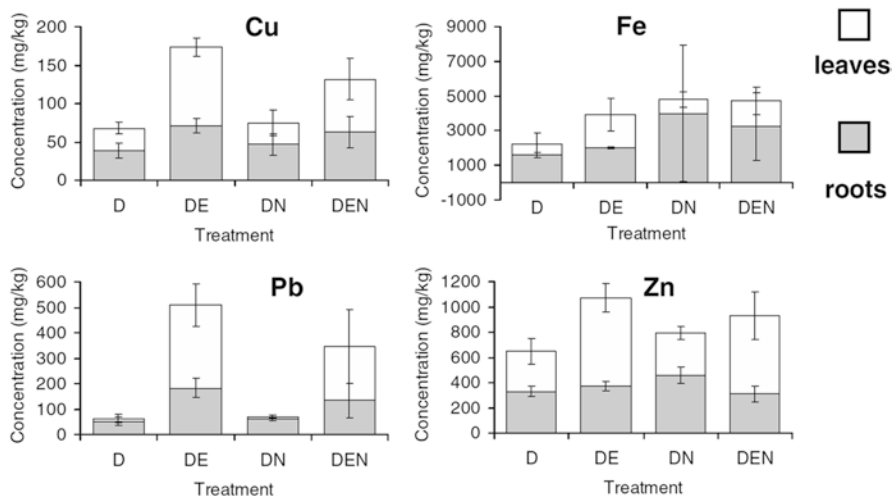 Cu
Concentration (mg/kg)
200
150
100
50
0
D DE DN DEN
Treatment
Fe
Concentration (mg/kg)
9000
7000
5000
3000
1000
-1000
D DE DN DEN
Treatment
leaves
roots
Pb
Concentration (mg/kg)
600
500
400
300
200
100
0
D DE DN DEN
Treatment
Zn
Concentration (mg/kg)
1200
1000
800
600
400
200
0
D DE DN DEN
Treatment